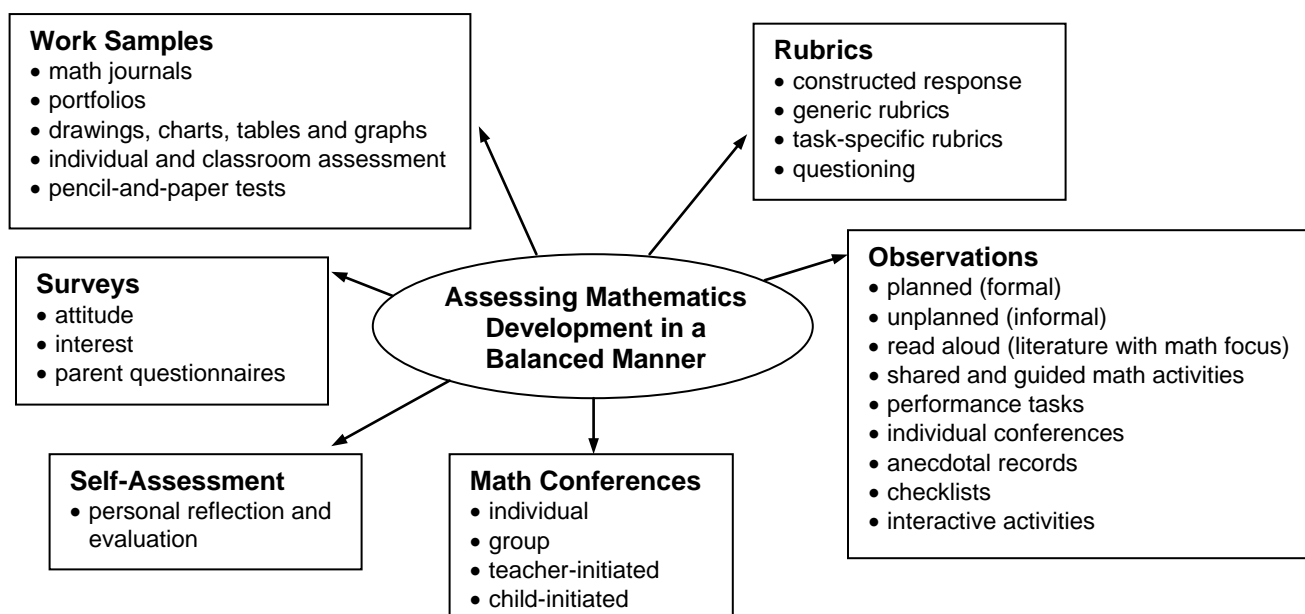 Work Samples
• math journals
• portfolios
• drawings, charts, tables and graphs
• individual and classroom assessment
• pencil-and-paper tests
Rubrics
• constructed response
• generic rubrics
• task-specific rubrics
• questioning
Surveys
• attitude
• interest
• parent questionnaires
Assessing Mathematics
Development in a
Balanced Manner
Observations
• planned (formal)
• unplanned (informal)
• read aloud (literature with math focus)
• shared and guided math activities
• performance tasks
• individual conferences
• anecdotal records
• checklists
• interactive activities
Self-Assessment
• personal reflection and
evaluation
Math Conferences
• individual
• group
• teacher-initiated
• child-initiated